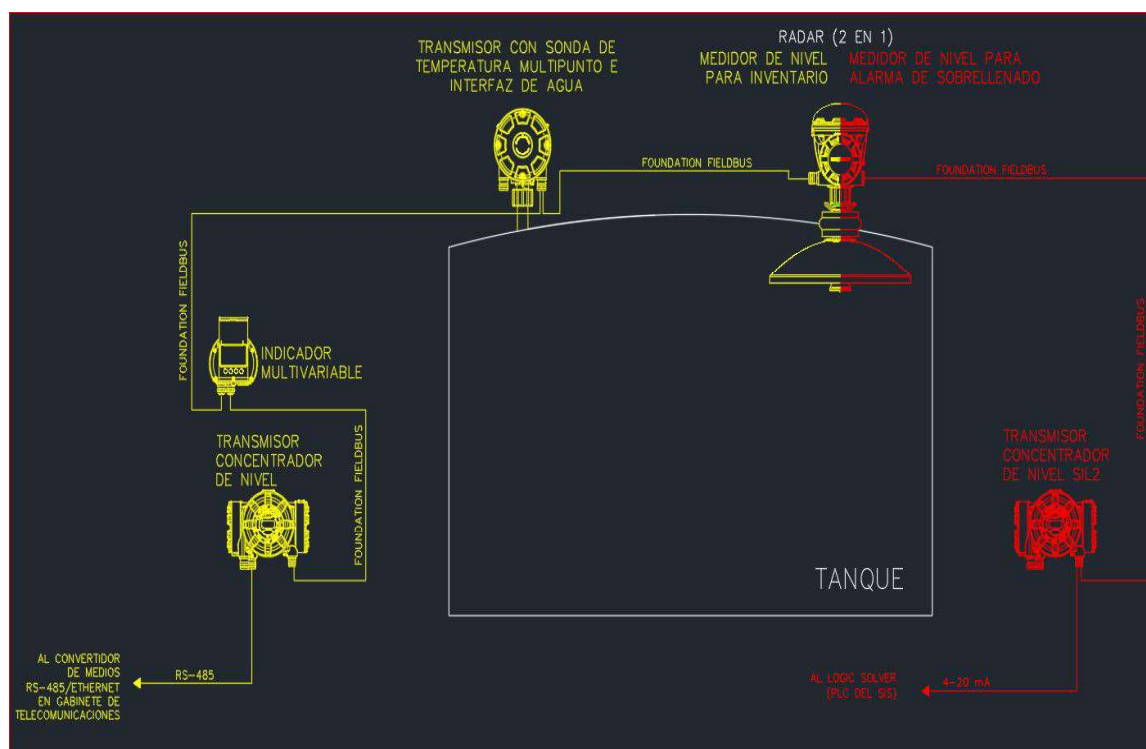 RADAR (2 EN 1)
TRANSMISOR CON SONDA DE
TEMPERATURA MULTIPUNTO E
INTERFAZ DE AGUA
MEDIDOR DE NIVEL
PARA INVENTARIO
MEDIDOR DE NIVEL PARA
ALARMA DE SOBRELLENADO
FOUNDATION FIELDBUS
FOUNDATION FIELDBUS
FOUNDATION FIELDBUS
FOUNDATION FIELDBUS
INDICADOR
MULTIVARIABLE
TRANSMISOR
CONCENTRADOR
DE NIVEL
FOUNDATION FIELDBUS
TRANSMISOR
CONCENTRADOR
DE NIVEL SIL2
TANQUE
AL CONVERTIDOR
DE MEDIOS
RS-485/ETHERNET
EN GABINETE DE
TELECOMUNICACIONES
RS-485
AL LOGIC SOLVER
(PLC DEL SIS)
4-20 mA